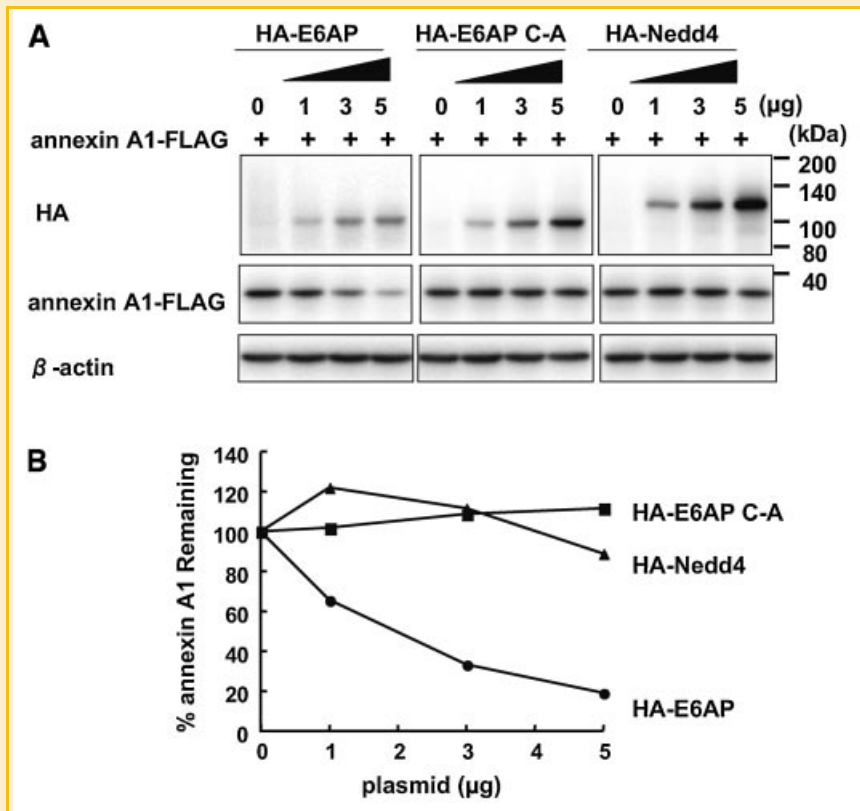 A
HA-E6AP HA-E6AP C-A HA-Nedd4
0 1 3 5 0 1 3 5 0 1 3 5 (μg)
annexin A1-FLAG + + + + + + + + + + + + (kDa)
HA
200
140
100
80
annexin A1-FLAG
40
β-actin
B
% annexin A1 Remaining
140
120
100
80
60
40
20
0
0 1 2 3 4 5
plasmid (μg)
HA-E6AP C-A
HA-Nedd4
HA-E6AP